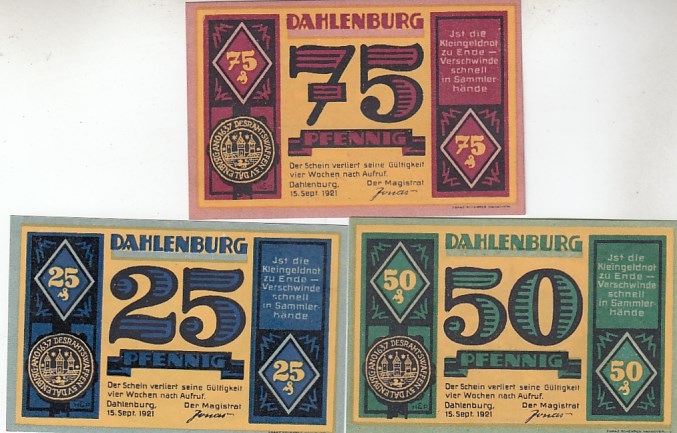 DAHLENBURG
75
75
PFENNIG
Jst die
Kleingeldnot
zu Ende —
Verschwinde
schnell
in Sammler-
hände
75
Der Schein verliert seine Gültigkeit
vier Wochen nach Aufruf.
Dahlenburg, Der Magistrat
15. Sept. 1921 Jonas
DAHLENBURG
25
25
PFENNIG
Jst die
Kleingeldnot
zu Ende —
Verschwinde
schnell
in Sammler-
hände
25
Der Schein verliert seine Gültigkeit
vier Wochen nach Aufruf.
Dahlenburg, Der Magistrat
15. Sept. 1921 Jonas
DAHLENBURG
50
50
PFENNIG
Jst die
Kleingeldnot
zu Ende —
Verschwinde
schnell
in Sammler-
hände
50
Der Schein verliert seine Gültigkeit
vier Wochen nach Aufruf.
Dahlenburg, Der Magistrat
15. Sept. 1921 Jonas